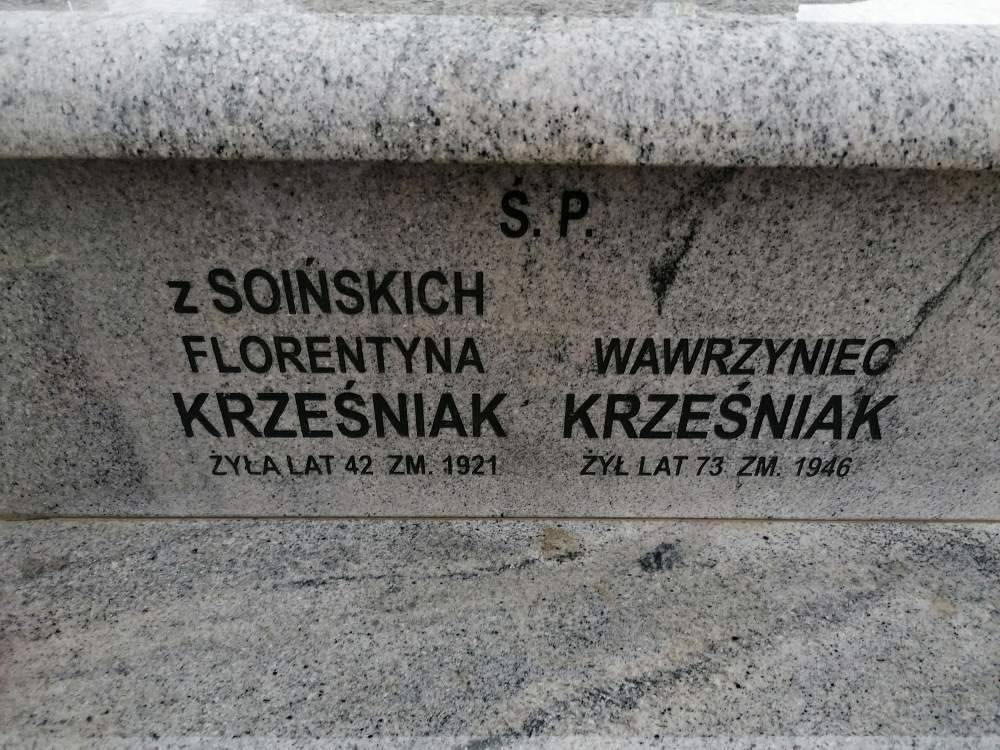 Ś. P.
z SOIŃSKICH
FLORENTYNA
KRZEŚNIAK
ŻYŁA LAT 42 ZM. 1921
WAWRZYNIEC
KRZEŚNIAK
ŻYŁ LAT 73 ZM. 1946